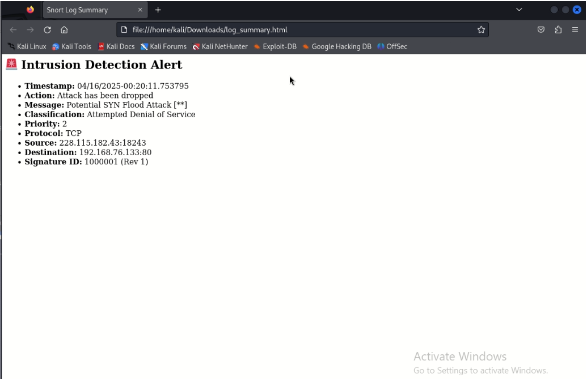 Snort Log Summary
file:///home/kali/Downloads/log_summary.html
Kali Linux Kali Tools Kali Docs Kali Forums Kali NetHunter Exploit-DB Google Hacking DB OffSec
Intrusion Detection Alert
Timestamp: 04/16/2025-00:20:11.753795
Action: Attack has been dropped
Message: Potential SYN Flood Attack [**]
Classification: Attempted Denial of Service
Priority: 2
Protocol: TCP
Source: 228.115.182.43:18243
Destination: 192.168.76.133:80
Signature ID: 1000001 (Rev 1)
Activate Windows
Go to Settings to activate Windows.